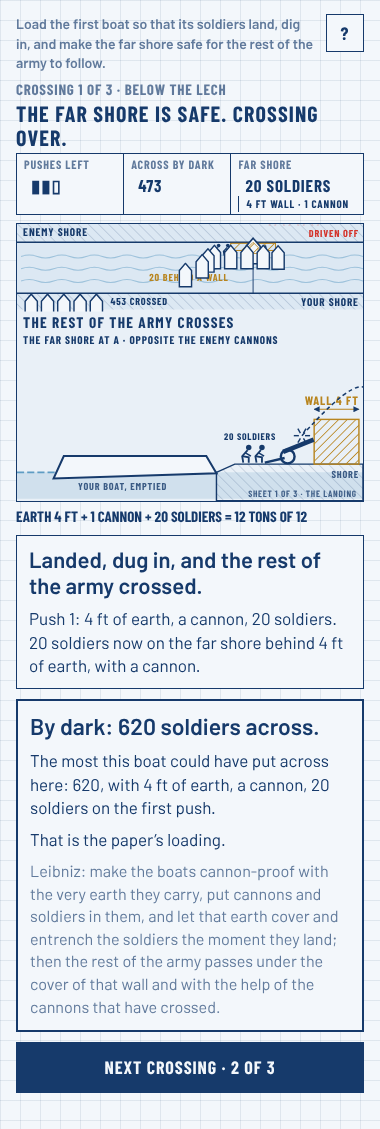 Load the first boat so that its soldiers land, dig
in, and make the far shore safe for the rest of the
army to follow.
?
CROSSING 1 OF 3 · BELOW THE LECH
THE FAR SHORE IS SAFE. CROSSING
OVER.
PUSHES LEFT
ACROSS BY DARK
473
FAR SHORE
20 SOLDIERS
4 FT WALL · 1 CANNON
ENEMY SHORE
DRIVEN OFF
20 BEH WALL
453 CROSSED
YOUR SHORE
THE REST OF THE ARMY CROSSES
THE FAR SHORE AT A · OPPOSITE THE ENEMY CANNONS
WALL 4 FT
20 SOLDIERS
SHORE
YOUR BOAT, EMPTIED
SHEET 1 OF 3 · THE LANDING
EARTH 4 FT + 1 CANNON + 20 SOLDIERS = 12 TONS OF 12
Landed, dug in, and the rest of
the army crossed.
Push 1: 4 ft of earth, a cannon, 20 soldiers.
20 soldiers now on the far shore behind 4 ft
of earth, with a cannon.
By dark: 620 soldiers across.
The most this boat could have put across
here: 620, with 4 ft of earth, a cannon, 20
soldiers on the first push.
That is the paper’s loading.
Leibniz: make the boats cannon-proof with
the very earth they carry, put cannons and
soldiers in them, and let that earth cover and
entrench the soldiers the moment they land;
then the rest of the army passes under the
cover of that wall and with the help of the
cannons that have crossed.
NEXT CROSSING · 2 OF 3